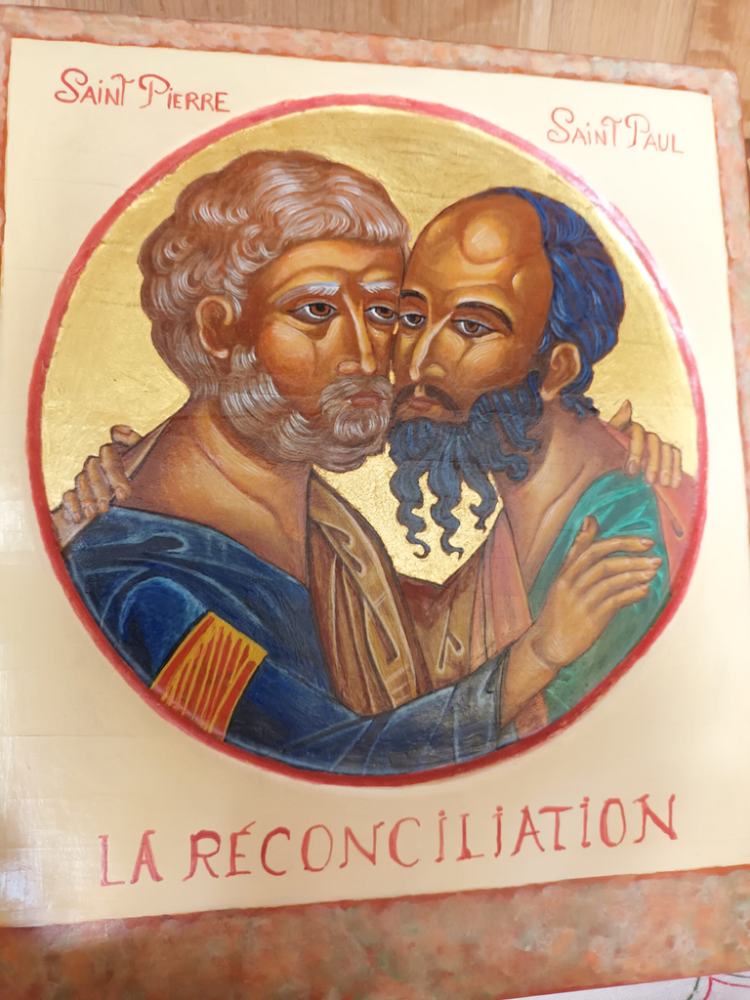 Saint Pierre
Saint Paul
LA RÉCONCILIATION